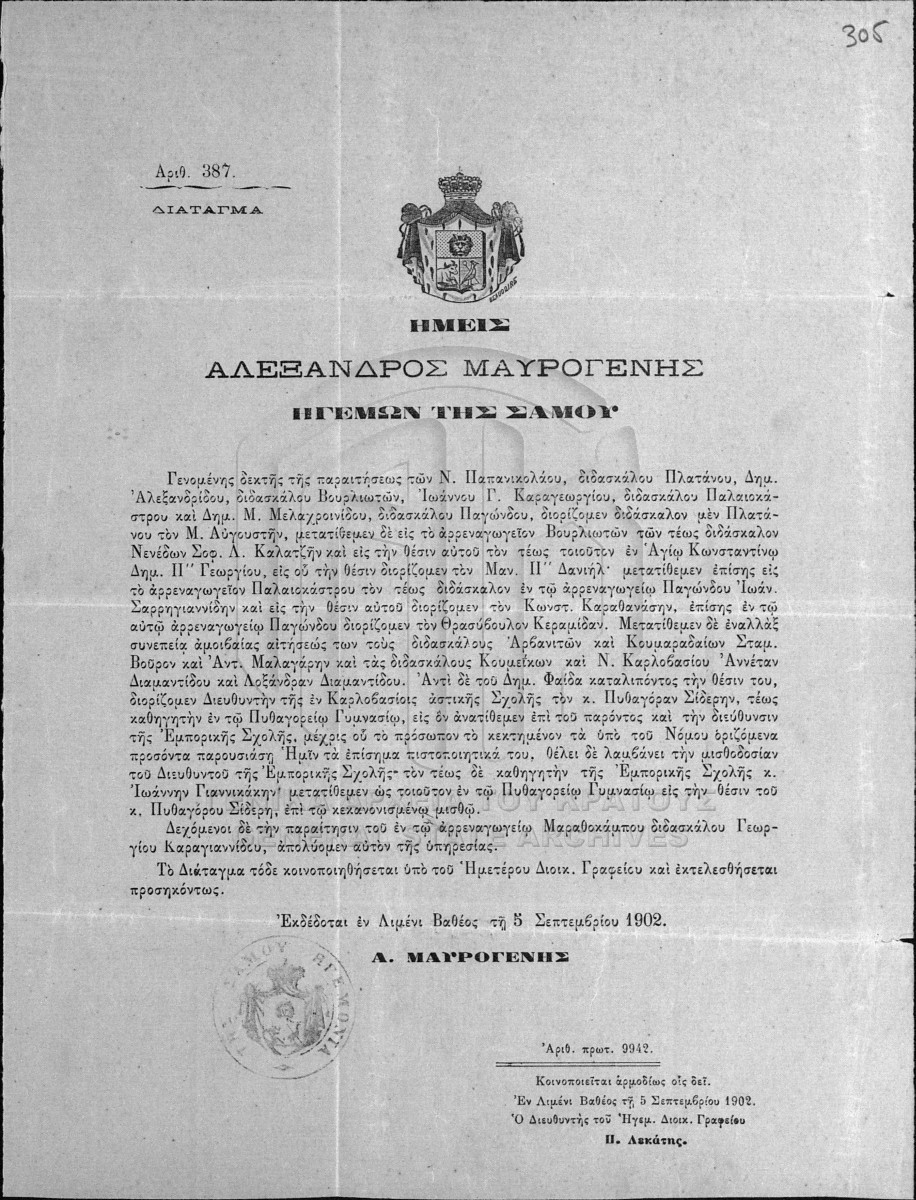 305
Ἀριθ. 387.
ΔΙΑΤΑΓΜΑ
ΗΜΕΙΣ
ΑΛΕΞΑΝΔΡΟΣ ΜΑΥΡΟΓΕΝΗΣ
ΗΓΕΜΩΝ ΤΗΣ ΣΑΜΟΥ
Γενομένης δεκτῆς τῆς παραιτήσεως τῶν Ν. Παπανικολάου, διδασκάλου Πλατάνου, Δημ.
Ἀλεξανδρίδου, διδασκάλου Βουρλιωτῶν, Ἰωάννου Γ. Καραγεωργίου, διδασκάλου Παλαιοκά-
στρου καὶ Δημ. Μ. Μελαχροινίδου, διδασκάλου Παγώνδου, διορίζομεν διδάσκαλον μὲν Πλατά-
νου τὸν Μ. Αὐγουστῆν, μετατίθεμεν δὲ εἰς τὸ ἀρρεναγωγεῖον Βουρλιωτῶν τῶν τέως διδάσκαλον
Νενέδων Σοφ. Λ. Καλατζῆν καὶ εἰς τὴν θέσιν αὐτοῦ τὸν τέως τοιοῦτον ἐν Ἁγίῳ Κωνσταντίνῳ
Δημ. Π'' Γεωργίου, εἰς οὗ τὴν θέσιν διορίζομεν τὸν Μαν. Π'' Δανιήλ· μετατίθεμεν ἐπίσης εἰς
τὸ ἀρρεναγωγεῖον Παλαιοκάστρου τὸν τέως διδάσκαλον ἐν τῷ ἀρρεναγωγείῳ Παγώνδου Ἰωάν.
Σαρρηγιαννίδην καὶ εἰς τὴν θέσιν αὐτοῦ διορίζομεν τὸν Κωνστ. Καραθανάσην, ἐπίσης ἐν τῷ
αὐτῷ ἀρρεναγωγείῳ Παγώνδου διορίζομεν τὸν Θρασύβουλον Κεραμίδαν. Μετατίθεμεν δὲ ἐναλλὰξ
συνεπείᾳ ἀμοιβαίας αἰτήσεώς των τοὺς διδασκάλους Ἀρβανιτῶν καὶ Κουμαραδαίων Σταμ.
Βοῦρον καὶ Ἀντ. Μαλαγάρην καὶ τὰς διδασκάλους Κουμεΐκων καὶ Ν. Καρλοβασίου Ἀννέταν
Διαμαντίδου καὶ Λοξάνδραν Διαμαντίδου. Ἀντὶ δὲ τοῦ Δημ. Φαίδα καταλιπόντος τὴν θέσιν του,
διορίζομεν Διευθυντὴν τῆς ἐν Καρλοβασίοις ἀστικῆς Σχολῆς τὸν κ. Πυθαγόραν Σίδερην, τέως
καθηγητὴν ἐν τῷ Πυθαγορείῳ Γυμνασίῳ, εἰς ὃν ἀνατίθεμεν ἐπὶ τοῦ παρόντος καὶ τὴν διεύθυνσιν
τῆς Ἐμπορικῆς Σχολῆς, μέχρις οὗ τὸ πρόσωπον τὸ κεκτημένον τὰ ὑπὸ τοῦ Νόμου ὁριζόμενα
προσόντα παρουσιάσῃ Ἡμῖν τὰ ἐπίσημα πιστοποιητικά του, θέλει δὲ λαμβάνει τὴν μισθοδοσίαν
τοῦ Διευθυντοῦ τῆς Ἐμπορικῆς Σχολῆς· τὸν τέως δὲ καθηγητὴν τῆς Ἐμπορικῆς Σχολῆς κ.
Ἰωάννην Γιαννικάκην μετατίθεμεν ὡς τοιοῦτον ἐν τῷ Πυθαγορείῳ Γυμνασίῳ εἰς τὴν θέσιν τοῦ
κ. Πυθαγόρου Σίδερη, ἐπὶ τῷ κεκανονισμένῳ μισθῷ.
Δεχόμενοι δὲ τὴν παραίτησιν τοῦ ἐν τῷ ἀρρεναγωγείῳ Μαραθοκάμπου διδασκάλου Γεωρ-
γίου Καραγιαννίδου, ἀπολύομεν αὐτὸν τῆς ὑπηρεσίας.
Τὸ Διάταγμα τόδε κοινοποιηθήσεται ὑπὸ τοῦ Ἡμετέρου Διοικ. Γραφείου καὶ ἐκτελεσθήσεται
προσηκόντως.
Ἐκδέδοται ἐν Λιμένι Βαθέος τῇ 5 Σεπτεμβρίου 1902.
Α. ΜΑΥΡΟΓΕΝΗΣ
ΗΓΕΜΟΝΙΑ ΤΗΣ ΣΑΜΟΥ
Ἀριθ. πρωτ. 9942.
Κοινοποιεῖται ἁρμοδίως οἷς δεῖ.
Ἐν Λιμένι Βαθέος τῇ 5 Σεπτεμβρίου 1902.
Ὁ Διευθυντὴς τοῦ Ἡγεμ. Διοικ. Γραφείου
Π. Λεκάτης.